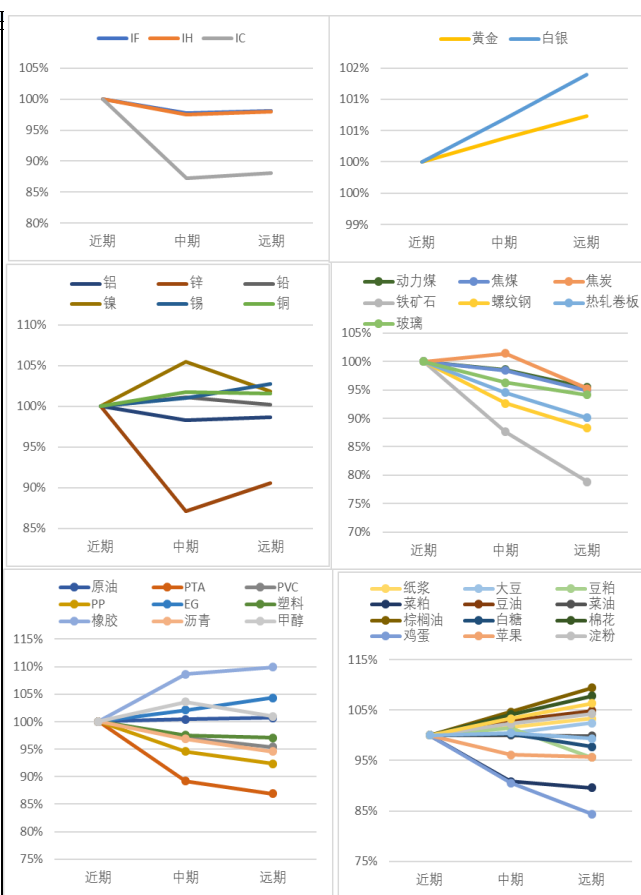 IF IH IC
105%
100%
95%
90%
85%
80%
近期 中期 远期
黄金 白银
102%
101%
101%
100%
100%
99%
近期 中期 远期
铝 锌 铅
镍 锡 铜
110%
105%
100%
95%
90%
85%
近期 中期 远期
动力煤 焦煤 焦炭
铁矿石 螺纹钢 热轧卷板
玻璃
105%
100%
95%
90%
85%
80%
75%
70%
近期 中期 远期
原油 PTA PVC
PP EG 塑料
橡胶 沥青 甲醇
115%
110%
105%
100%
95%
90%
85%
80%
75%
近期 中期 远期
纸浆 大豆 豆粕
菜粕 豆油 菜油
棕榈油 白糖 棉花
鸡蛋 苹果 淀粉
115%
105%
95%
85%
75%
近期 中期 远期